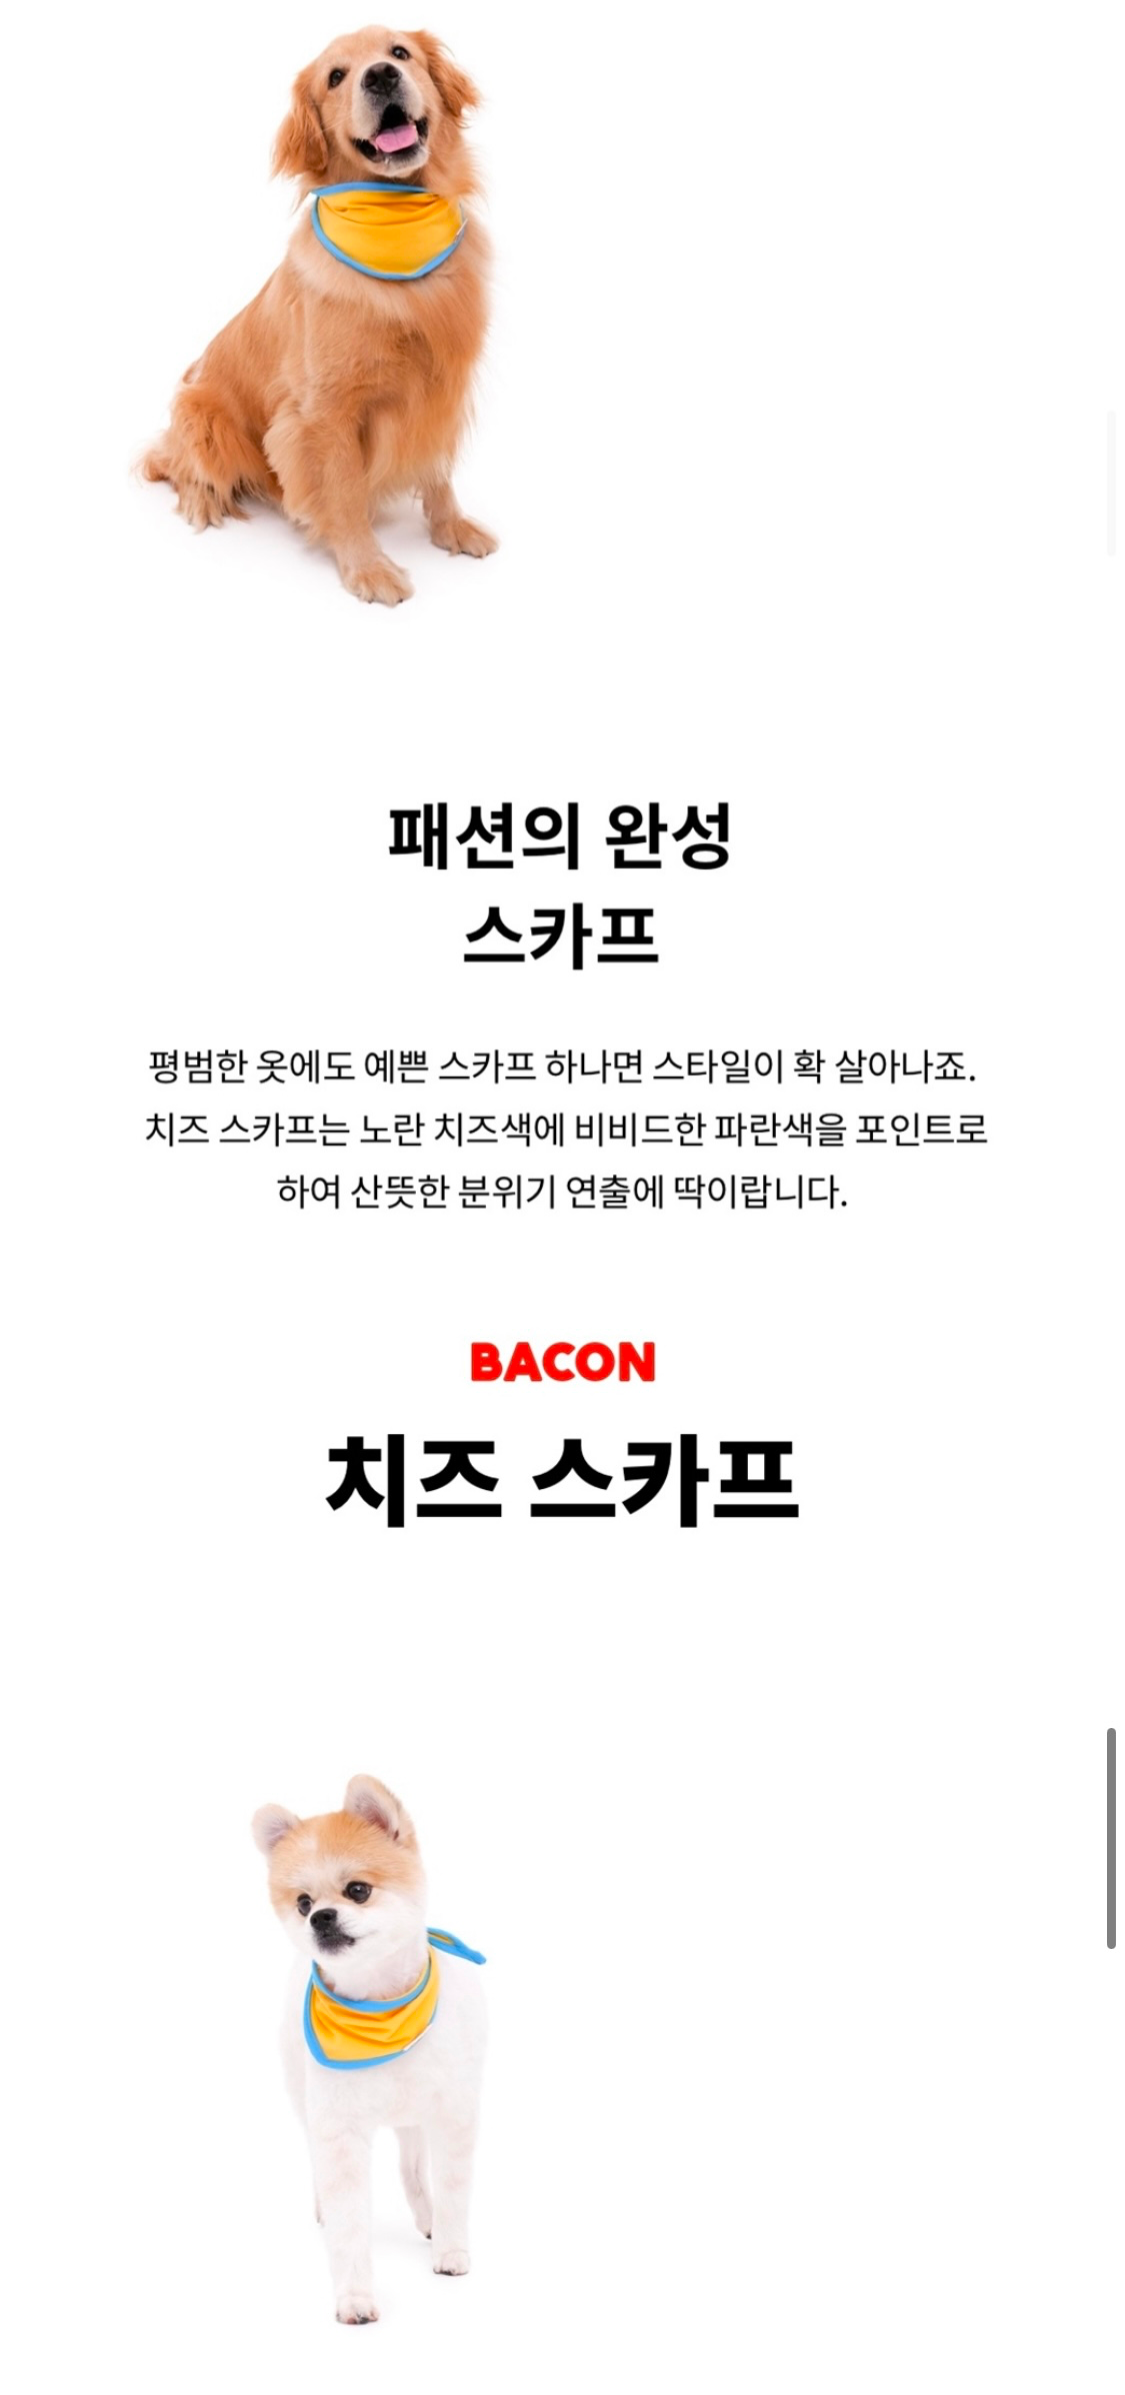 패션의 완성
스카프
평범한 옷에도 예쁜 스카프 하나면 스타일이 확 살아나죠.
치즈 스카프는 노란 치즈색에 비비드한 파란색을 포인트로
하여 산뜻한 분위기 연출에 딱이랍니다.
BACON
치즈 스카프